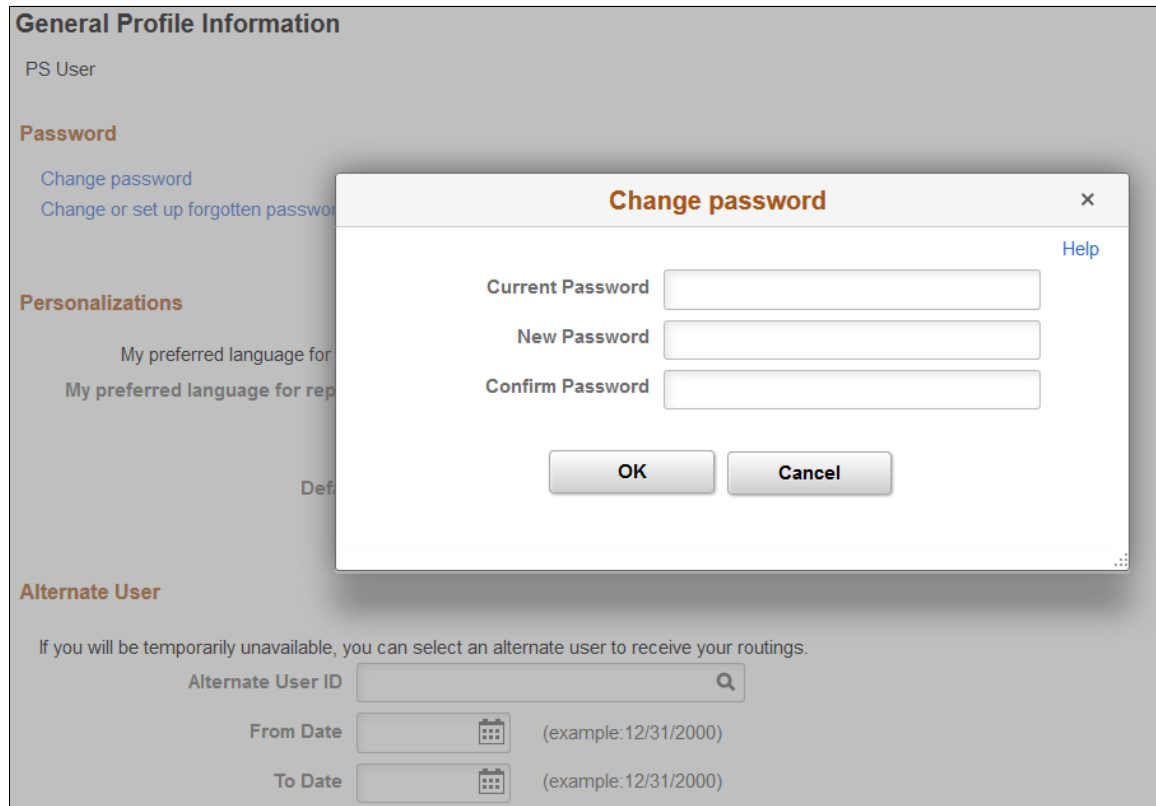 General Profile Information
PS User
Password
Change password
Change or set up forgotten
Personalizations
My preferred language for
My preferred language for
Alternate User
If you will be temporarily unavailable, you can select an alternate user to receive your routings.
Alternate User ID
From Date (example:12/31/2000)
To Date (example:12/31/2000)
Change password ×
Help
Current Password
New Password
Confirm Password
OK Cancel